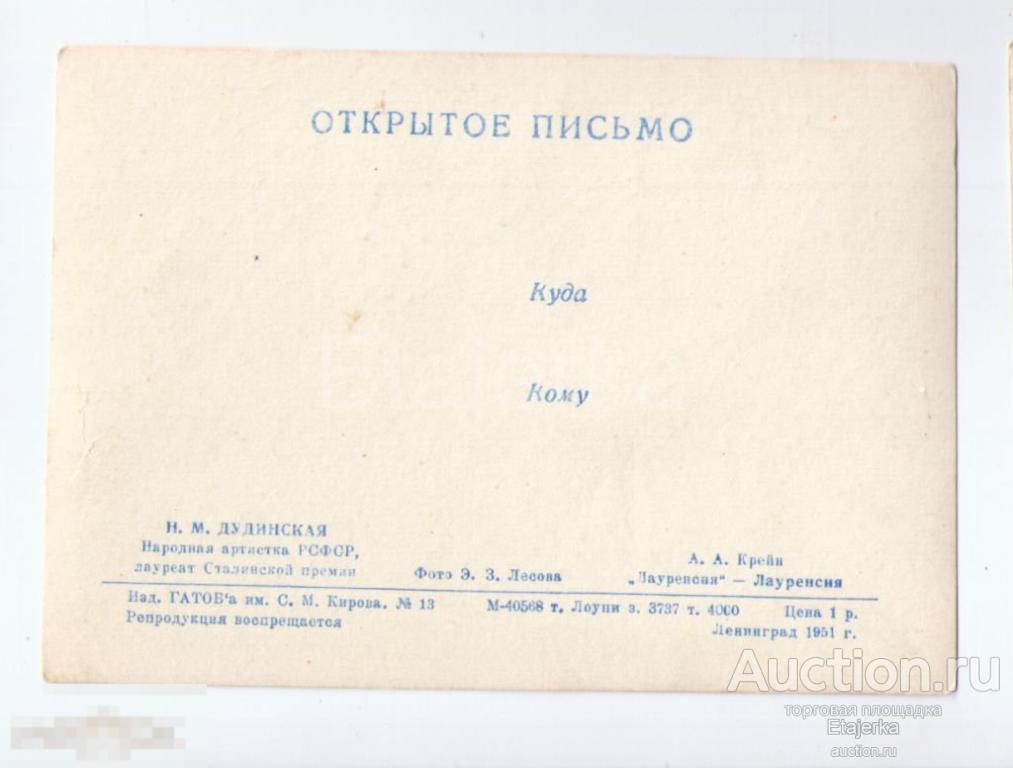 ОТКРЫТОЕ ПИСЬМО
Куда
Кому
Н. М. ДУДИНСКАЯ
Народная артистка РСФСР,
лауреат Сталинской премии
Фото Э. З. Лесова
А. А. Крейн
„Лауренсия“ — Лауренсия
Изд. ГАТОБ'а им. С. М. Кирова. № 13
М-40568 т. Лоупи з. 3737 т. 4000
Цена 1 р.
Репродукция воспрещается
Ленинград 1951 г.
Auction.ru
торговая площадка
Etajerka
auction.ru